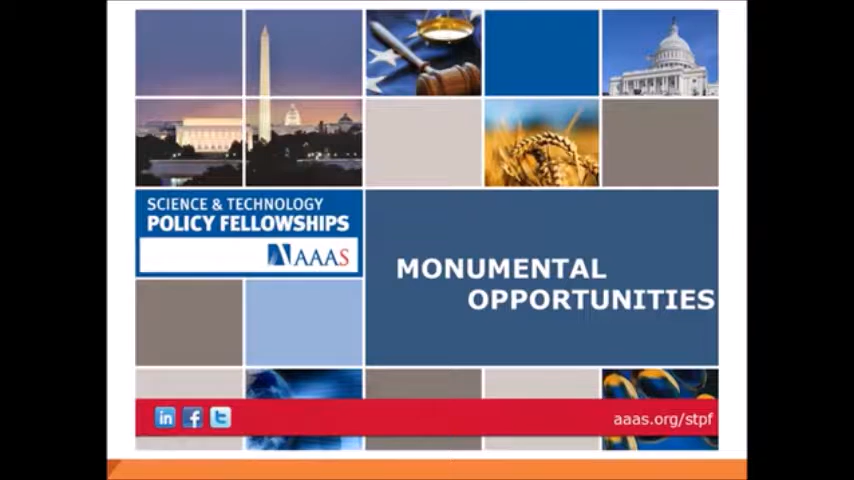 SCIENCE & TECHNOLOGY
POLICY FELLOWSHIPS
AAAS
MONUMENTAL
OPPORTUNITIES
in f t
aaas.org/stpf